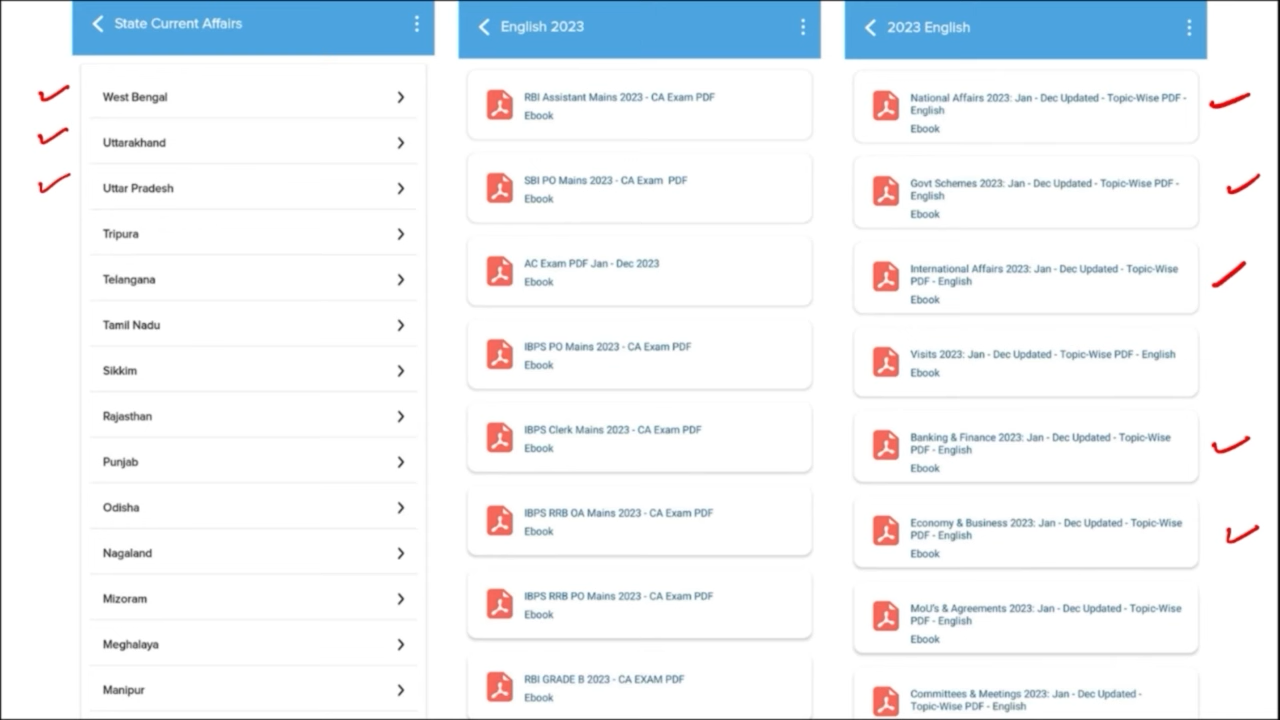 State Current Affairs
West Bengal
Uttarakhand
Uttar Pradesh
Tripura
Telangana
Tamil Nadu
Sikkim
Rajasthan
Punjab
Odisha
Nagaland
Mizoram
Meghalaya
Manipur
English 2023
RBI Assistant Mains 2023 - CA Exam PDF
Ebook
SBI PO Mains 2023 - CA Exam PDF
Ebook
AC Exam PDF Jan - Dec 2023
Ebook
IBPS PO Mains 2023 - CA Exam PDF
Ebook
IBPS Clerk Mains 2023 - CA Exam PDF
Ebook
IBPS RRB OA Mains 2023 - CA Exam PDF
Ebook
IBPS RRB PO Mains 2023 - CA Exam PDF
Ebook
RBI GRADE B 2023 - CA EXAM PDF
Ebook
2023 English
National Affairs 2023: Jan - Dec Updated - Topic-Wise PDF -
English
Ebook
Govt Schemes 2023: Jan - Dec Updated - Topic-Wise PDF -
English
Ebook
International Affairs 2023: Jan - Dec Updated - Topic-Wise
PDF - English
Ebook
Visits 2023: Jan - Dec Updated - Topic-Wise PDF - English
Ebook
Banking & Finance 2023: Jan - Dec Updated - Topic-Wise
PDF - English
Ebook
Economy & Business 2023: Jan - Dec Updated - Topic-Wise
PDF - English
Ebook
MoU's & Agreements 2023: Jan - Dec Updated - Topic-Wise
PDF - English
Ebook
Committees & Meetings 2023: Jan - Dec Updated -
Topic-Wise PDF - English